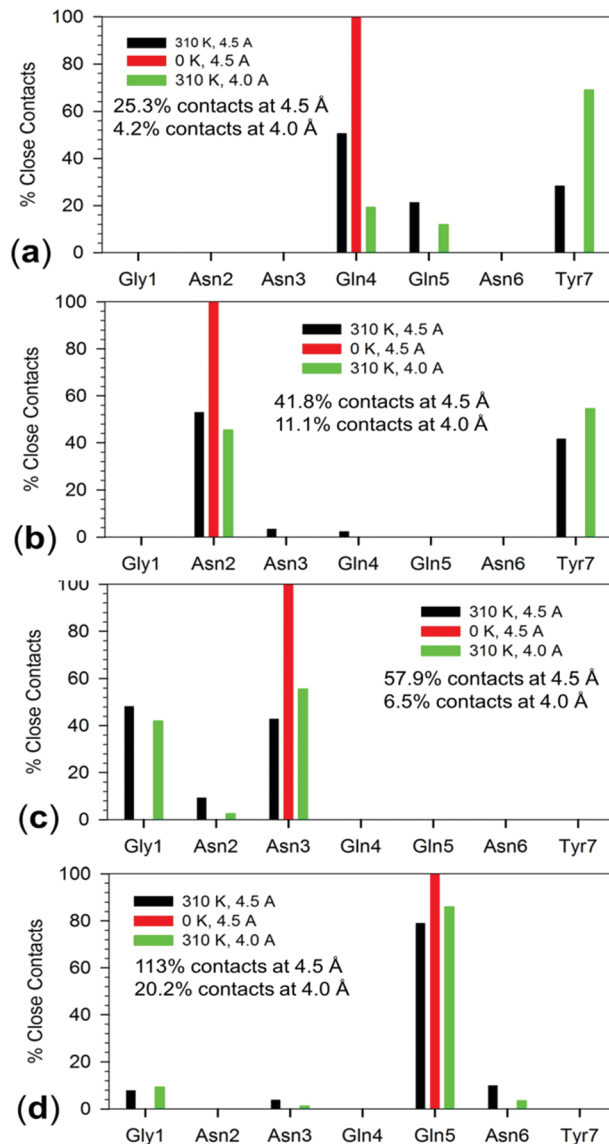 100
80
60
40
20
0
% Close Contacts
310 K, 4.5 A
0 K, 4.5 A
310 K, 4.0 A
25.3% contacts at 4.5 Å
4.2% contacts at 4.0 Å
(a)
Gly1 Asn2 Asn3 Gln4 Gln5 Asn6 Tyr7
100
80
60
40
20
0
% Close Contacts
310 K, 4.5 A
0 K, 4.5 A
310 K, 4.0 A
41.8% contacts at 4.5 Å
11.1% contacts at 4.0 Å
(b)
Gly1 Asn2 Asn3 Gln4 Gln5 Asn6 Tyr7
100
80
60
40
20
0
% Close Contacts
310 K, 4.5 A
0 K, 4.5 A
310 K, 4.0 A
57.9% contacts at 4.5 Å
6.5% contacts at 4.0 Å
(c)
Gly1 Asn2 Asn3 Gln4 Gln5 Asn6 Tyr7
100
80
60
40
20
0
% Close Contacts
310 K, 4.5 A
0 K, 4.5 A
310 K, 4.0 A
113% contacts at 4.5 Å
20.2% contacts at 4.0 Å
(d)
Gly1 Asn2 Asn3 Gln4 Gln5 Asn6 Tyr7